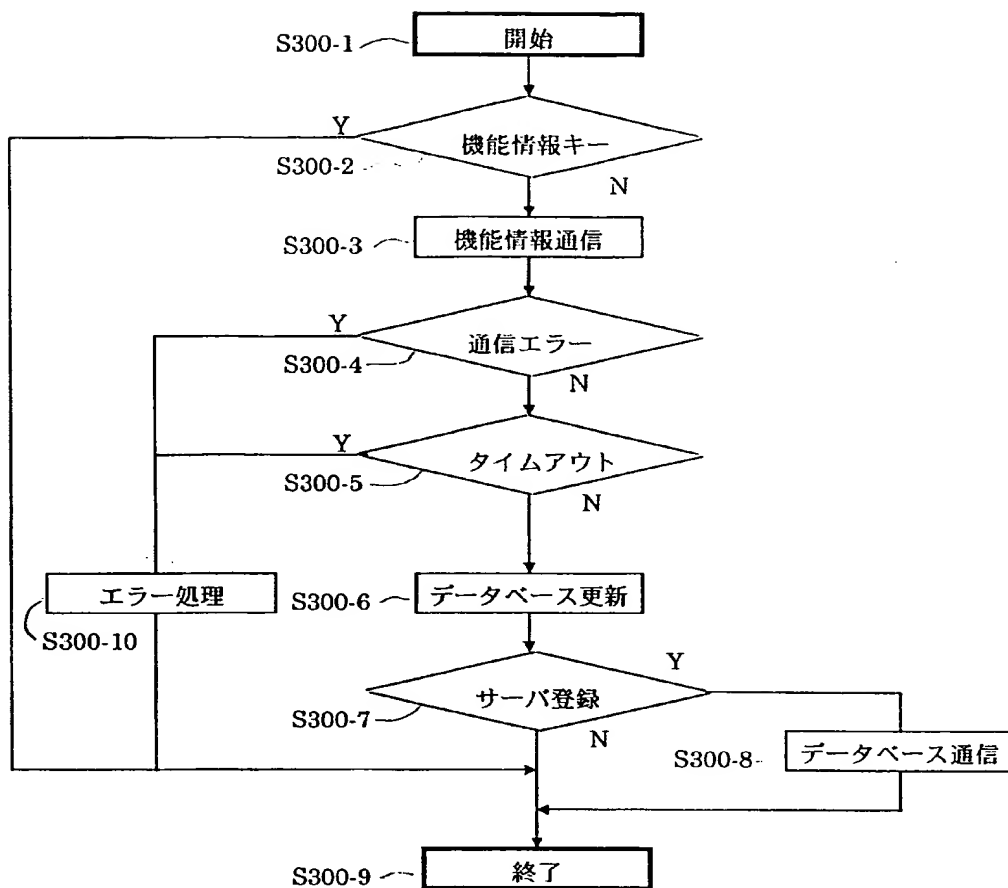 S300-1
開始
Y
機能情報キー
S300-2
N
機能情報通信
S300-3
Y
通信エラー
S300-4
N
Y
タイムアウト
S300-5
N
エラー処理
S300-10
データベース更新
S300-6
Y
サーバ登録
S300-7
N
データベース通信
S300-8
終了
S300-9